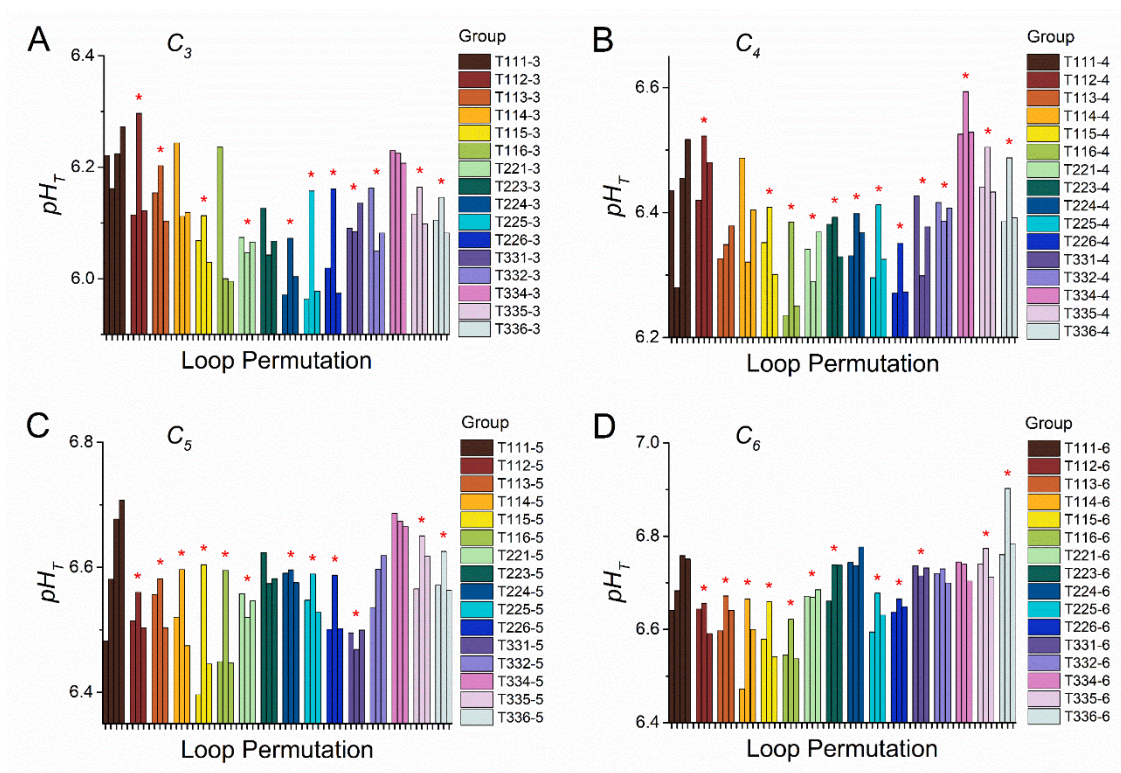 A
C3
pHT
6.4
6.2
6.0
Loop Permutation
Group
T111-3
T112-3
T113-3
T114-3
T115-3
T116-3
T221-3
T223-3
T224-3
T225-3
T226-3
T331-3
T332-3
T334-3
T335-3
T336-3
* * * * * * * * * * *
B
C4
pHT
6.6
6.4
6.2
Loop Permutation
Group
T111-4
T112-4
T113-4
T114-4
T115-4
T116-4
T221-4
T223-4
T224-4
T225-4
T226-4
T331-4
T332-4
T334-4
T335-4
T336-4
* * * * * * * * * * * * *
C
C5
pHT
6.8
6.6
6.4
Loop Permutation
Group
T111-5
T112-5
T113-5
T114-5
T115-5
T116-5
T221-5
T223-5
T224-5
T225-5
T226-5
T331-5
T332-5
T334-5
T335-5
T336-5
* * * * * * * * * * * *
D
C6
pHT
7.0
6.8
6.6
6.4
Loop Permutation
Group
T111-6
T112-6
T113-6
T114-6
T115-6
T116-6
T221-6
T223-6
T224-6
T225-6
T226-6
T331-6
T332-6
T334-6
T335-6
T336-6
* * * * * * * * * * * *